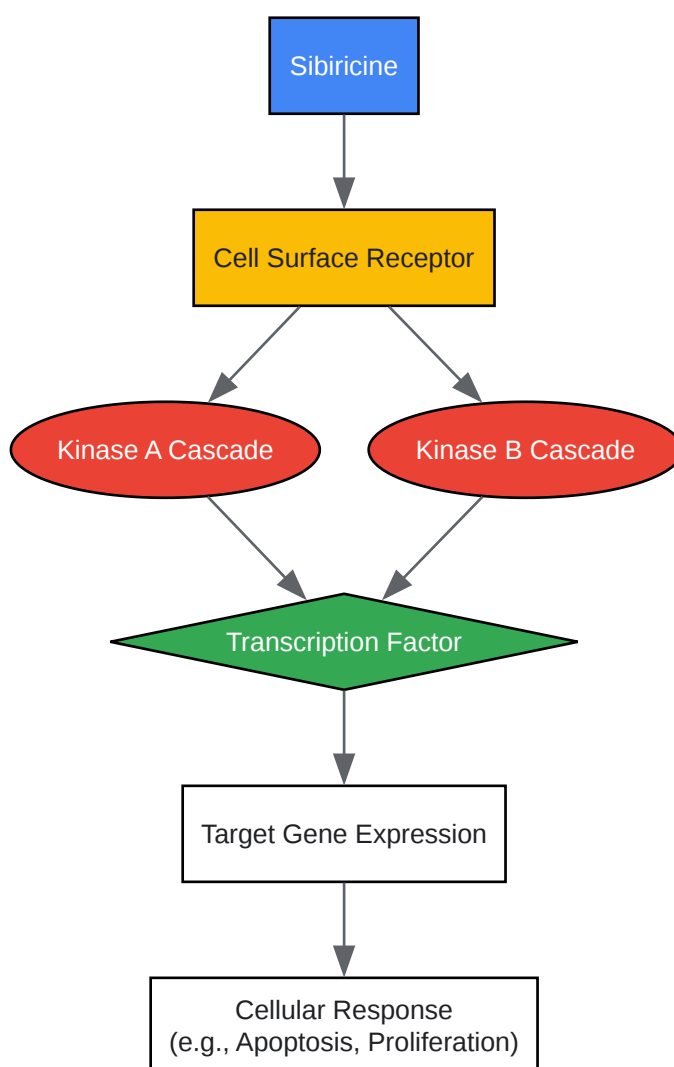 Sibiricine
Cell Surface Receptor
Kinase A Cascade
Kinase B Cascade
Transcription Factor
Target Gene Expression
Cellular Response
(e.g., Apoptosis, Proliferation)